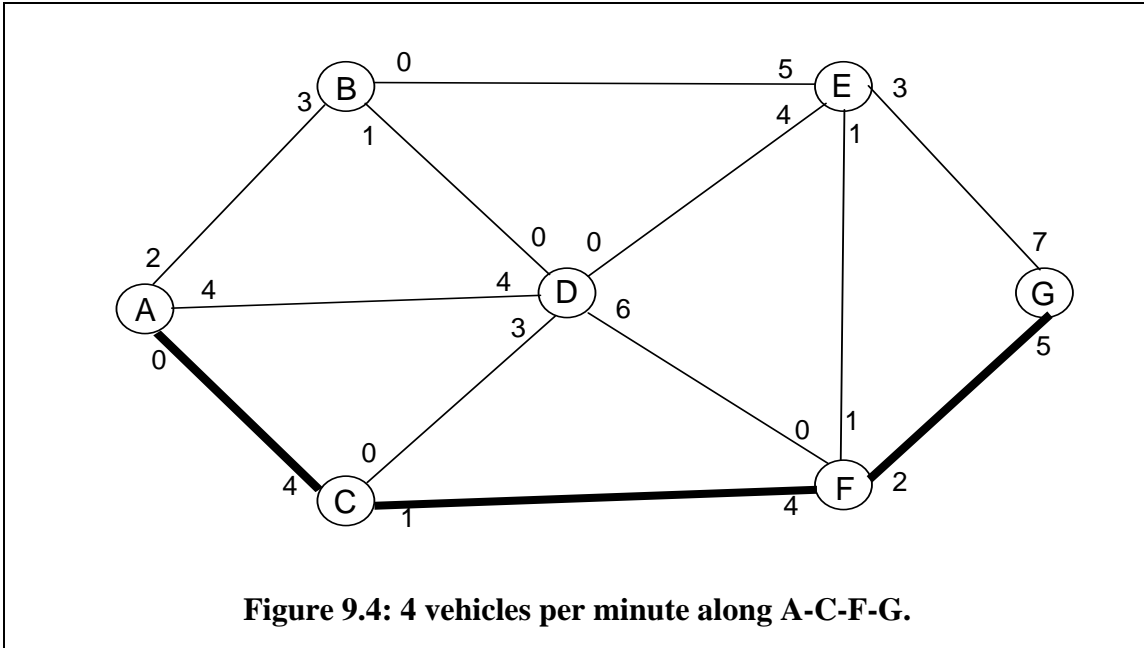 B 0 5 E 3
3 1 4 1
2 0 0 7
A 4 4 D 6 G
0 3 5
0 0 1
4 C 1 4 F 2
Figure 9.4: 4 vehicles per minute along A-C-F-G.